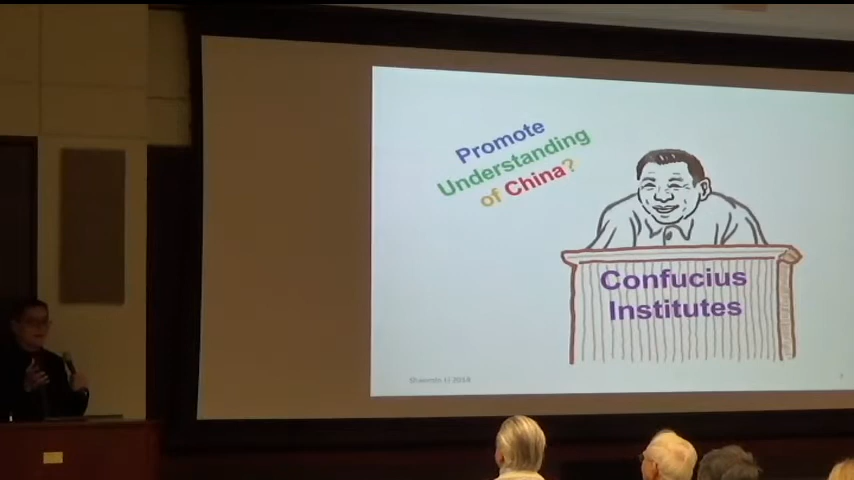 Promote
Understanding
of China?
Confucius
Institutes